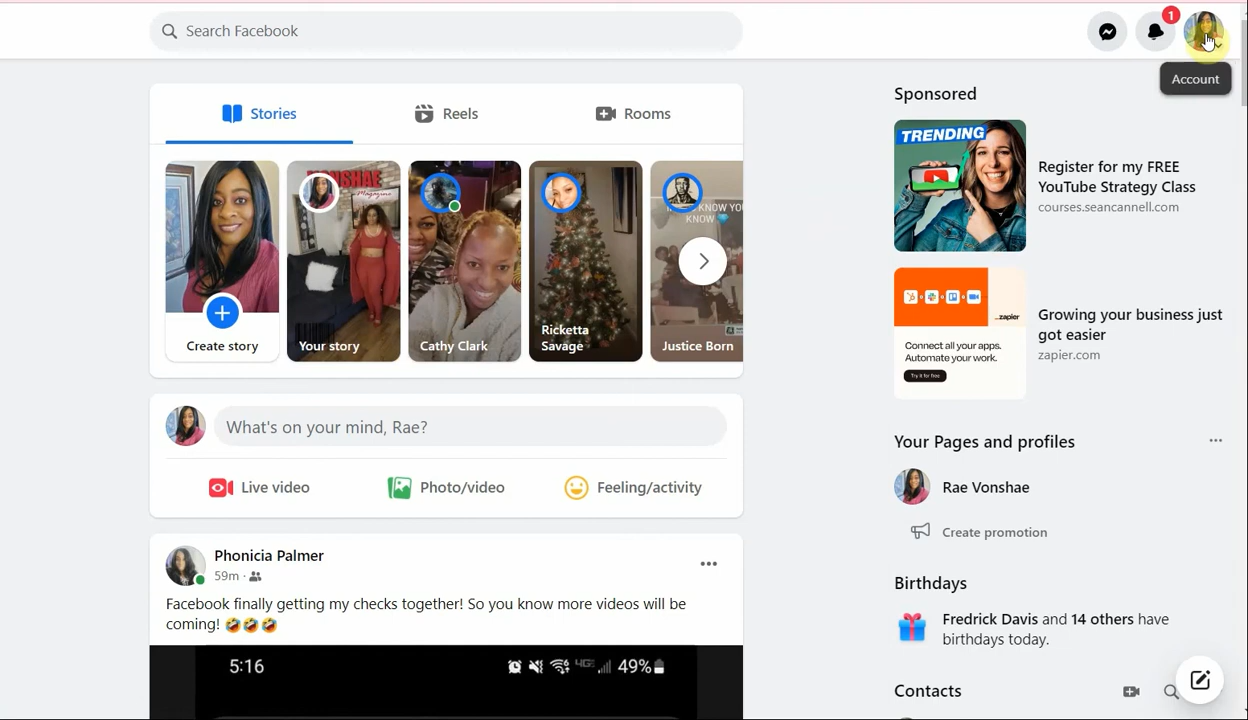 Search Facebook
1
Account
Stories
Reels
Rooms
Create story
Your story
Cathy Clark
Ricketta
Savage
KNOW YOU
KNOW
Justice Born
Sponsored
TRENDING
Register for my FREE
YouTube Strategy Class
courses.seancannell.com
zapier
Connect all your apps.
Automate your work.
Try it for free
Growing your business just
got easier
zapier.com
What's on your mind, Rae?
Live video
Photo/video
Feeling/activity
Your Pages and profiles
Rae Vonshae
Create promotion
Phonicia Palmer
59m
Facebook finally getting my checks together! So you know more videos will be
coming! 🤣🤣🤣
5:16
4G
49%
Birthdays
Fredrick Davis and 14 others have
birthdays today.
Contacts